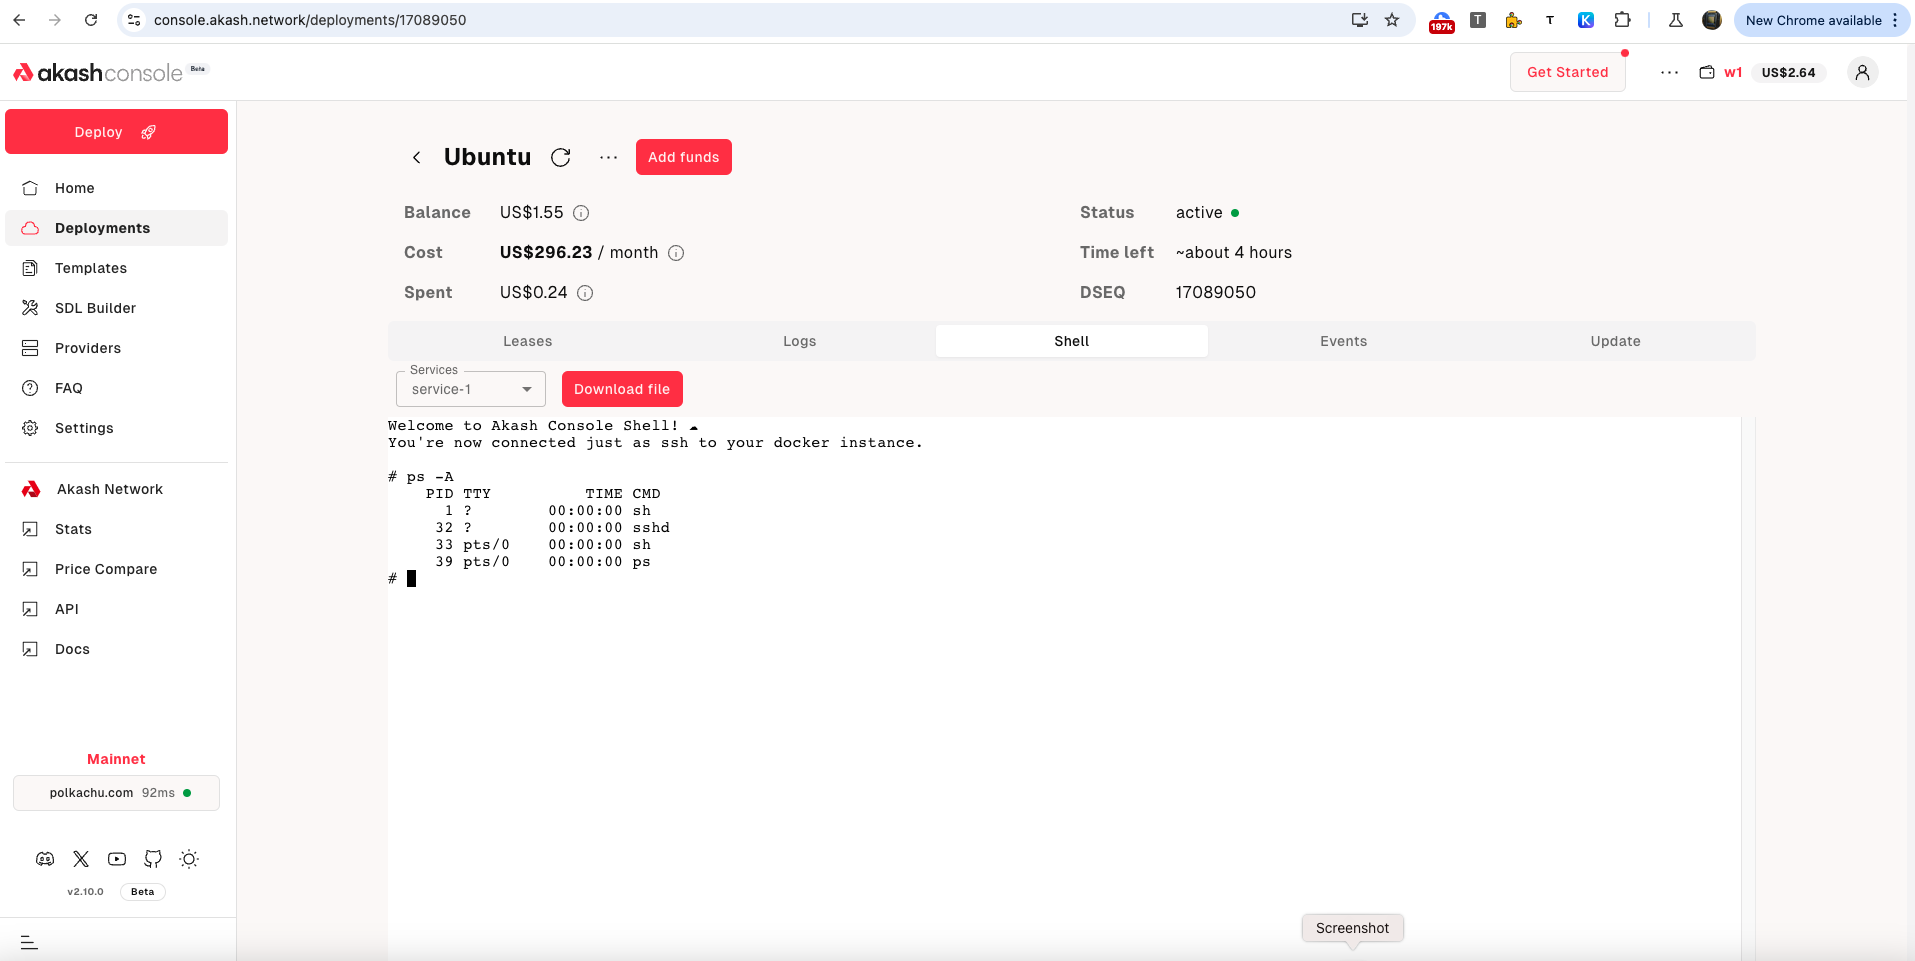 console.akash.network/deployments/17089050
197k
T
T
K
New Chrome available
akashconsole Beta
Get Started
w1
US$2.64
Deploy
Home
Deployments
Templates
SDL Builder
Providers
FAQ
Settings
Akash Network
Stats
Price Compare
API
Docs
Mainnet
polkachu.com 92ms
v2.10.0
Beta
Ubuntu
Add funds
Balance US$1.55
Cost US$296.23 / month
Spent US$0.24
Status active
Time left ~about 4 hours
DSEQ 17089050
Leases Logs Shell Events Update
Services
service-1
Download file
Welcome to Akash Console Shell! ☁
You're now connected just as ssh to your docker instance.
# ps -A
    PID TTY          TIME CMD
      1 ?        00:00:00 sh
     32 ?        00:00:00 sshd
     33 pts/0    00:00:00 sh
     39 pts/0    00:00:00 ps
#
Screenshot